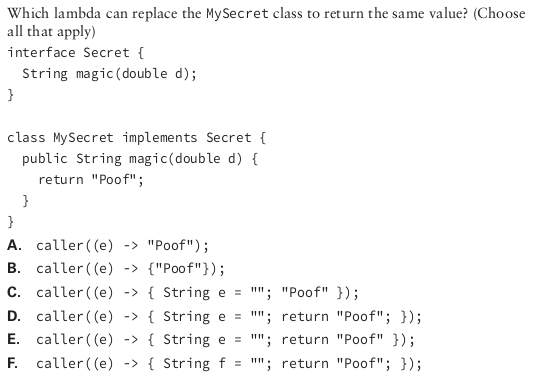 Which lambda can replace the MySecret class to return the same value? (Choose
all that apply)
interface Secret {
  String magic(double d);
}

class MySecret implements Secret {
  public String magic(double d) {
    return "Poof";
  }
}
A. caller((e) -> "Poof");
B. caller((e) -> {"Poof"});
C. caller((e) -> { String e = ""; "Poof" });
D. caller((e) -> { String e = ""; return "Poof"; });
E. caller((e) -> { String e = ""; return "Poof" });
F. caller((e) -> { String f = ""; return "Poof"; });